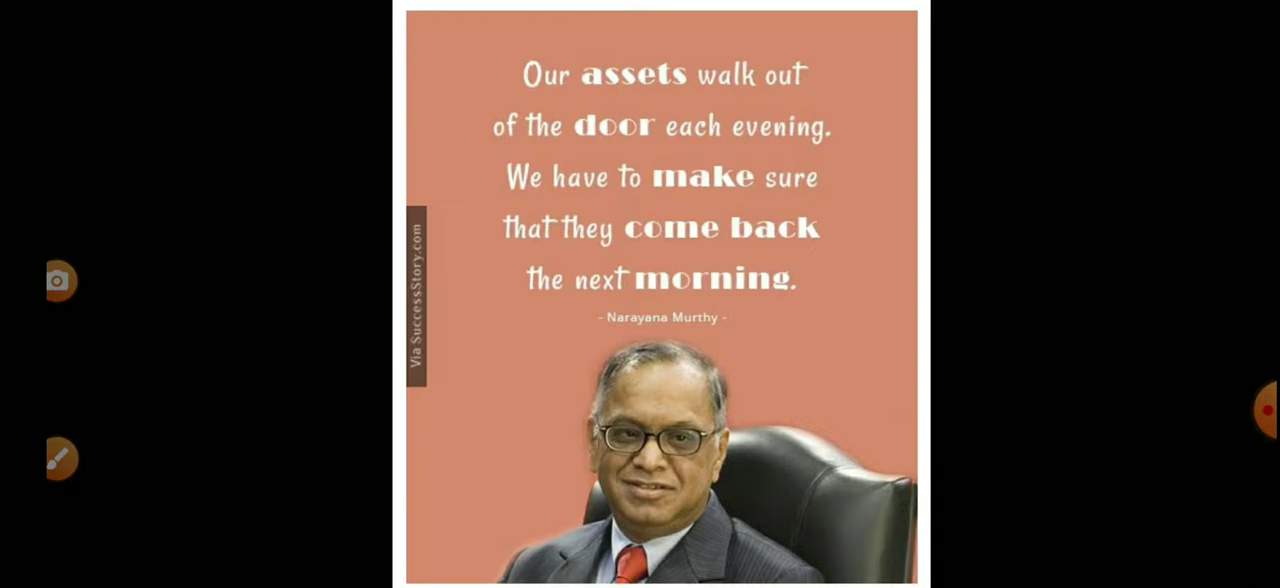 Our assets walk out
of the door each evening.
We have to make sure
that they come back
the next morning.
- Narayana Murthy -
Via SuccessStory.com